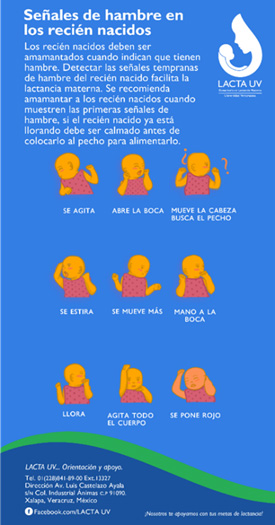 Señales de hambre en
los recién nacidos
Los recién nacidos deben ser
amamantados cuando indican que tienen
hambre. Detectar las señales tempranas
de hambre del recién nacido facilita la
lactancia materna. Se recomienda
amamantar a los recién nacidos cuando
muestren las primeras señales de
hambre, si el recién nacido ya está
llorando debe ser calmado antes de
colocarlo al pecho para alimentarlo.
LACTA UV
SE AGITA
ABRE LA BOCA
MUEVE LA CABEZA
BUSCA EL PECHO
SE ESTIRA
SE MUEVE MÁS
MANO A LA
BOCA
LLORA
AGITA TODO
EL CUERPO
SE PONE ROJO
LACTA UV... Orientación y apoyo.
Tel. 01(228)841-89-00 Ext.13227
Dirección Av. Luis Castelazo Ayala
s/n Col. Industrial Ánimas c.p 91090.
Xalapa, Veracruz, México
Facebook.com/LACTA UV
¡Nosotros te apoyamos con tus metas de lactancia!